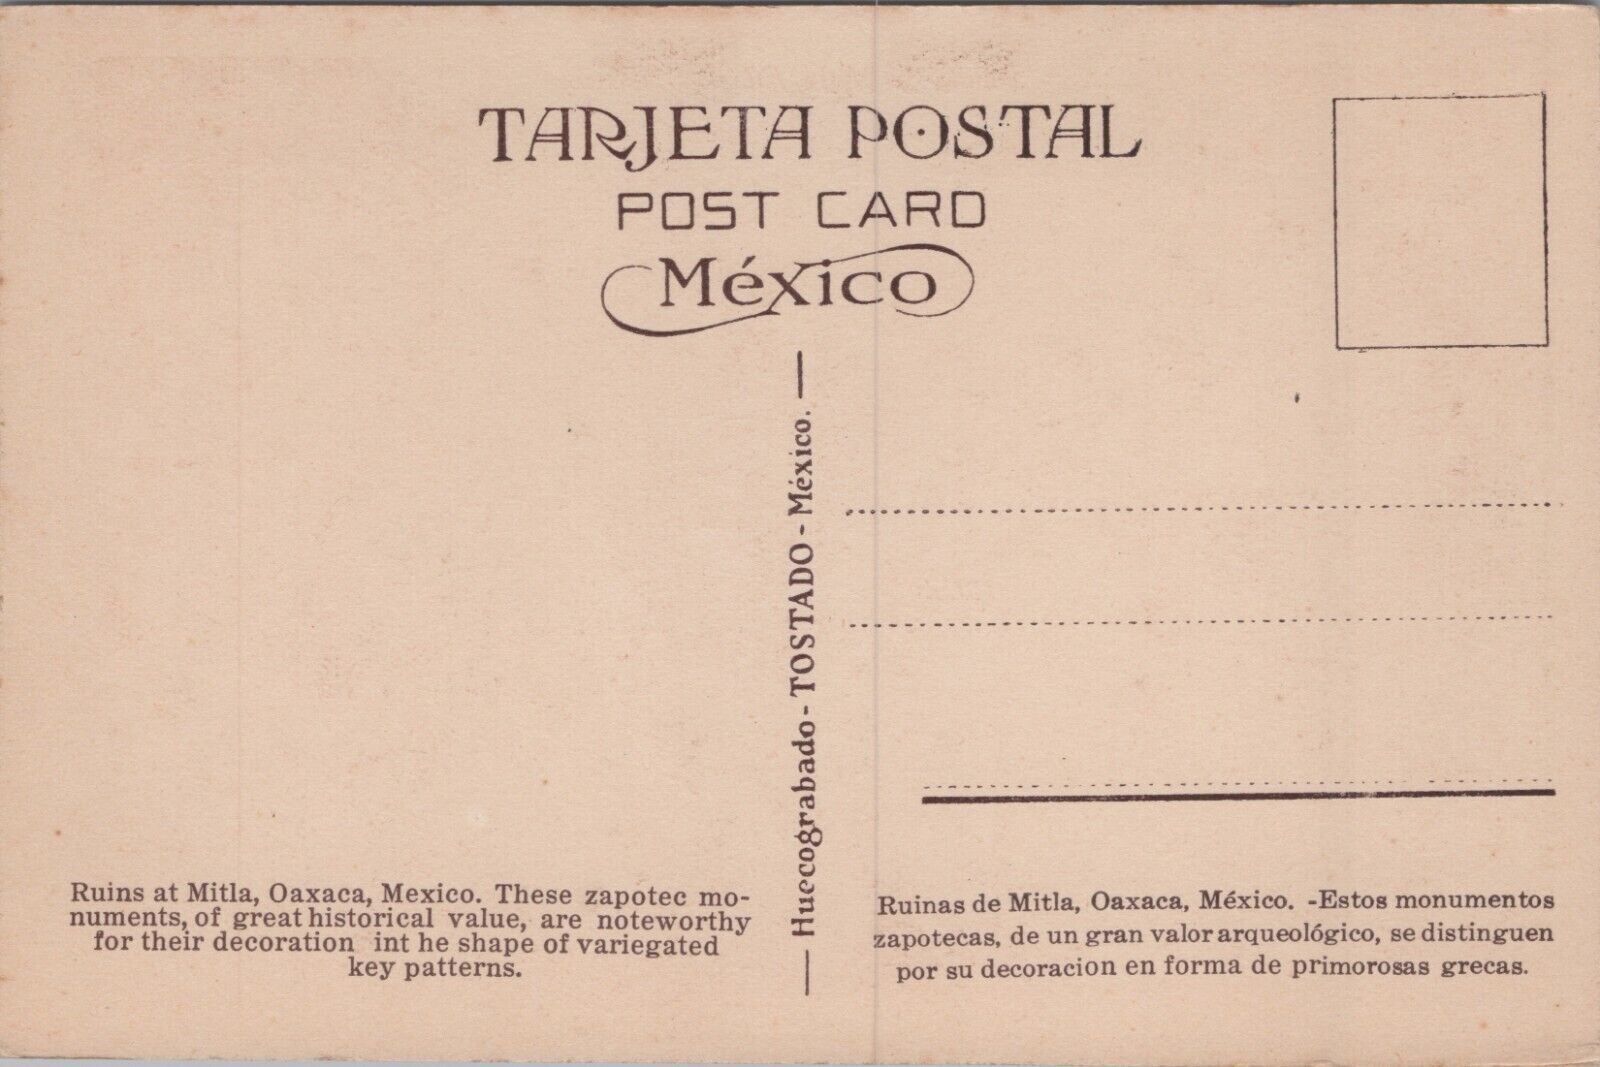 TARJETA POSTAL
POST CARD
México
Huecograbado - TOSTADO - México.
Ruins at Mitla, Oaxaca, Mexico. These zapotec mo-
numents, of great historical value, are noteworthy
for their decoration int he shape of variegated
key patterns.
Ruinas de Mitla, Oaxaca, México. -Estos monumentos
zapotecas, de un gran valor arqueológico, se distinguen
por su decoracion en forma de primorosas grecas.